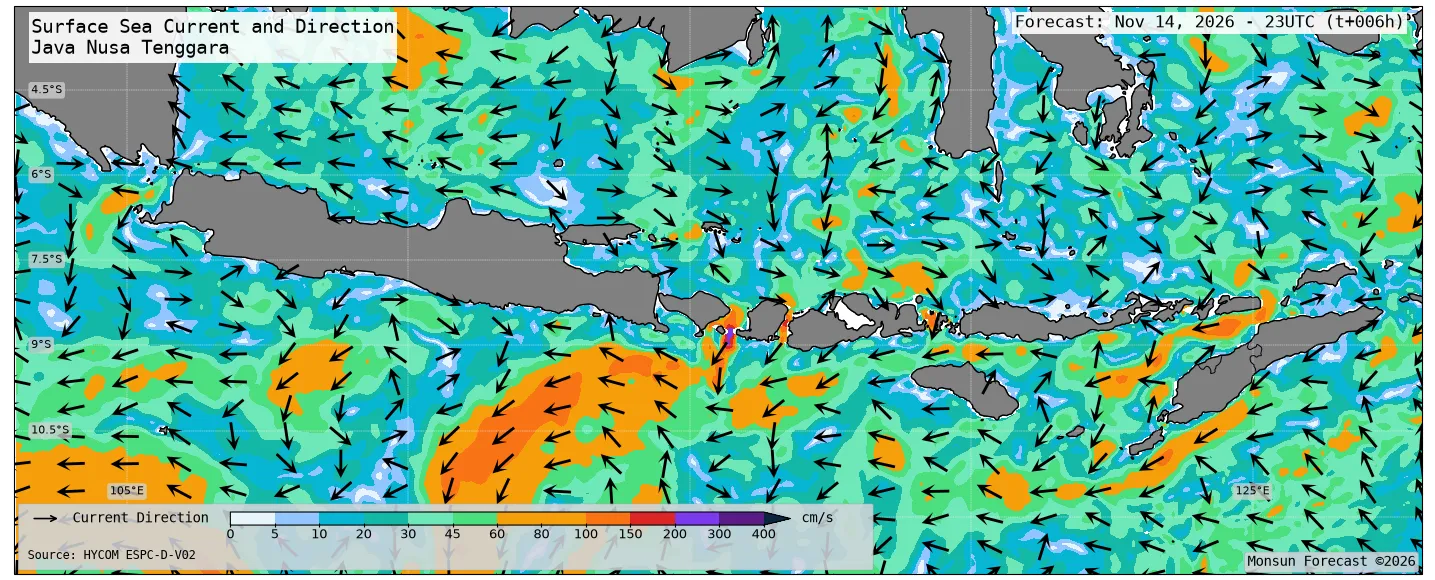 Surface Sea Current and Direction
Java Nusa Tenggara
Forecast: Nov 14, 2026 - 23UTC (t+006h)
4.5°S
6°S
7.5°S
9°S
10.5°S
105°E
125°E
Current Direction
0 5 10 20 30 45 60 80 100 150 200 300 400 cm/s
Source: HYCOM ESPC-D-V02
Monsun Forecast ©2026